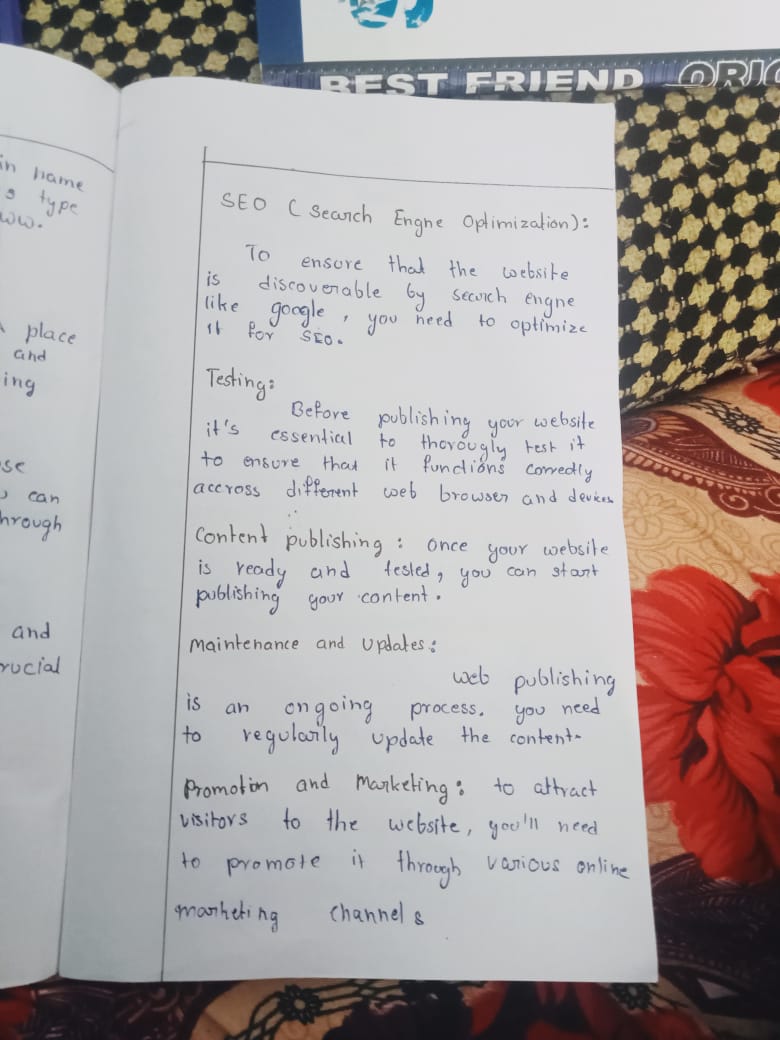 BEST FRIEND ORIG
in name
s type
ww.
place
and
ing
se
can
hrough
and
rucial
SEO ( Search Engne Optimization):
To ensure that the website
is discoverable by search engne
like google, you need to optimize
it for SEO.
Testing:
Before publishing your website
it's essential to thorougly test it
to ensure that it functions correctly
accross different web browser and devices
Content publishing : once your website
is ready and tested, you can start
publishing your content.
Maintenance and Updates:
web publishing
is an ongoing process. you need
to regularly update the content.
Promotion and Marketing: to attract
visitors to the website, you'll need
to promote it through various online
marketing channels